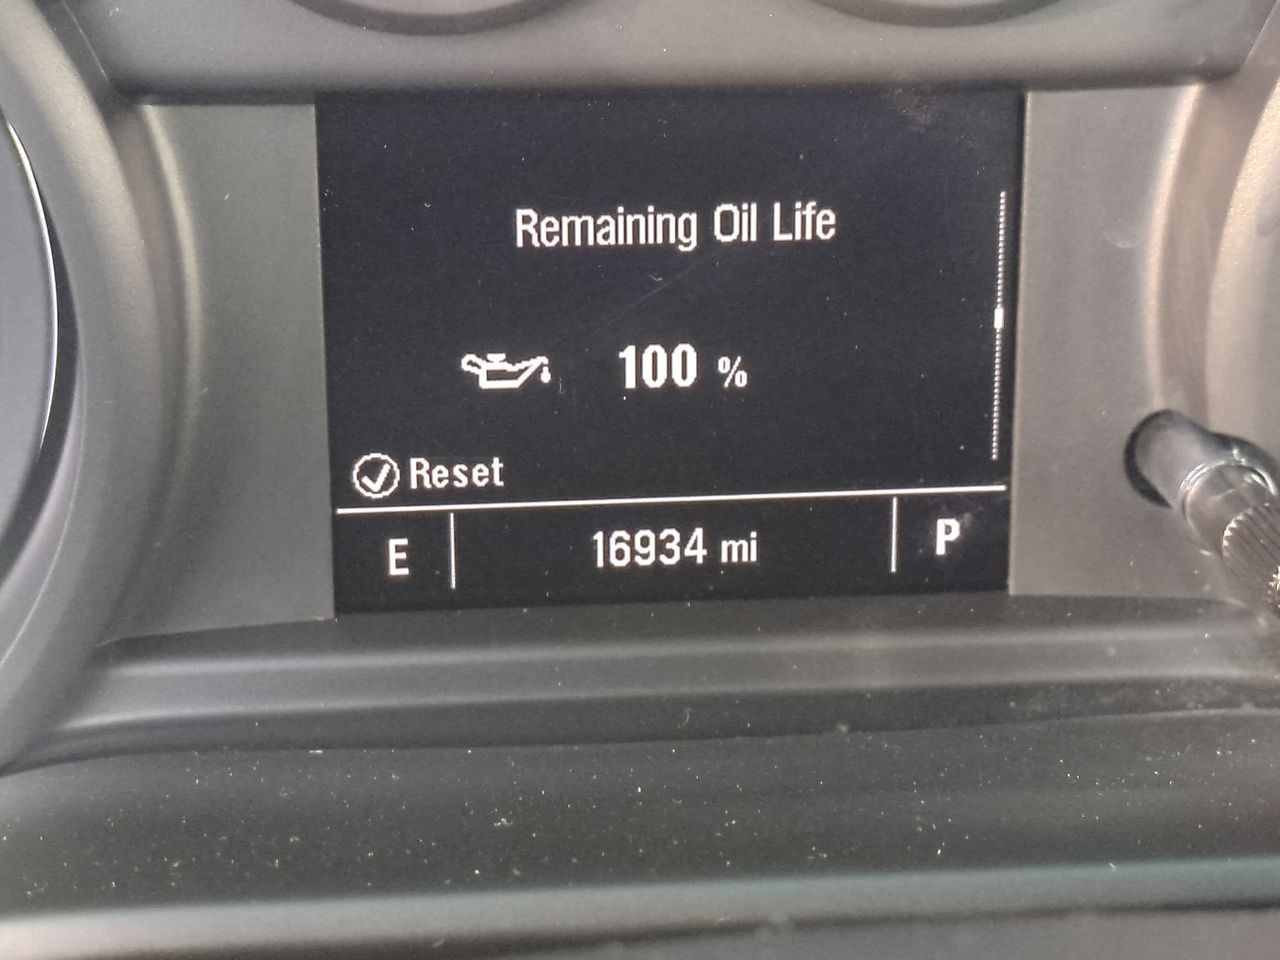 Remaining Oil Life
100 %
Reset
E 16934 mi P